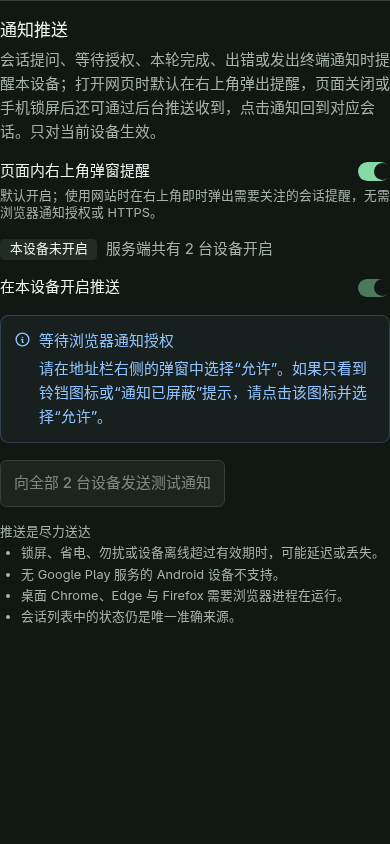 通知推送
会话提问、等待授权、本轮完成、出错或发出终端通知时提
醒本设备；打开网页时默认在右上角弹出提醒，页面关闭或
手机锁屏后还可通过后台推送收到，点击通知回到对应会
话。只对当前设备生效。
页面内右上角弹窗提醒
默认开启；使用网站时在右上角即时弹出需要关注的会话提醒，无需
浏览器通知授权或 HTTPS。
本设备未开启 服务端共有 2 台设备开启
在本设备开启推送
等待浏览器通知授权
请在地址栏右侧的弹窗中选择“允许”。如果只看到
铃铛图标或“通知已屏蔽”提示，请点击该图标并选
择“允许”。
向全部 2 台设备发送测试通知
推送是尽力送达
• 锁屏、省电、勿扰或设备离线超过有效期时，可能延迟或丢失。
• 无 Google Play 服务的 Android 设备不支持。
• 桌面 Chrome、Edge 与 Firefox 需要浏览器进程在运行。
• 会话列表中的状态仍是唯一准确来源。